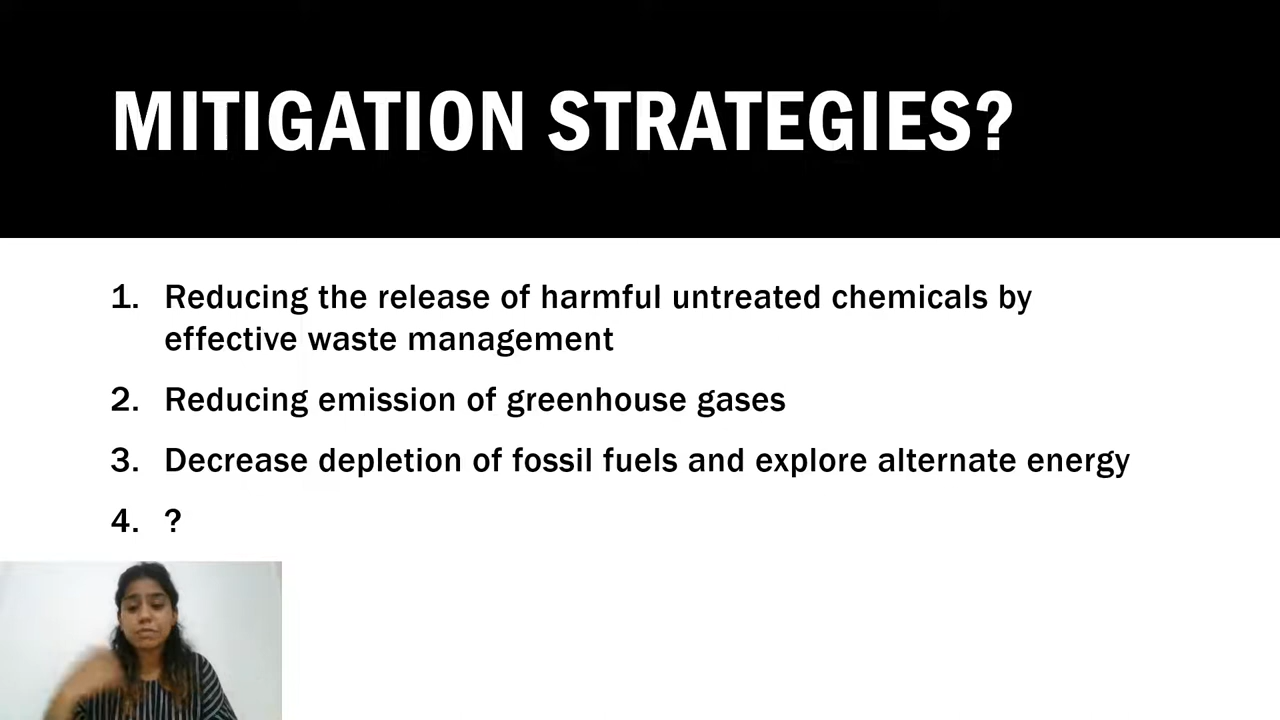 MITIGATION STRATEGIES?
1. Reducing the release of harmful untreated chemicals by
effective waste management
2. Reducing emission of greenhouse gases
3. Decrease depletion of fossil fuels and explore alternate energy
4. ?